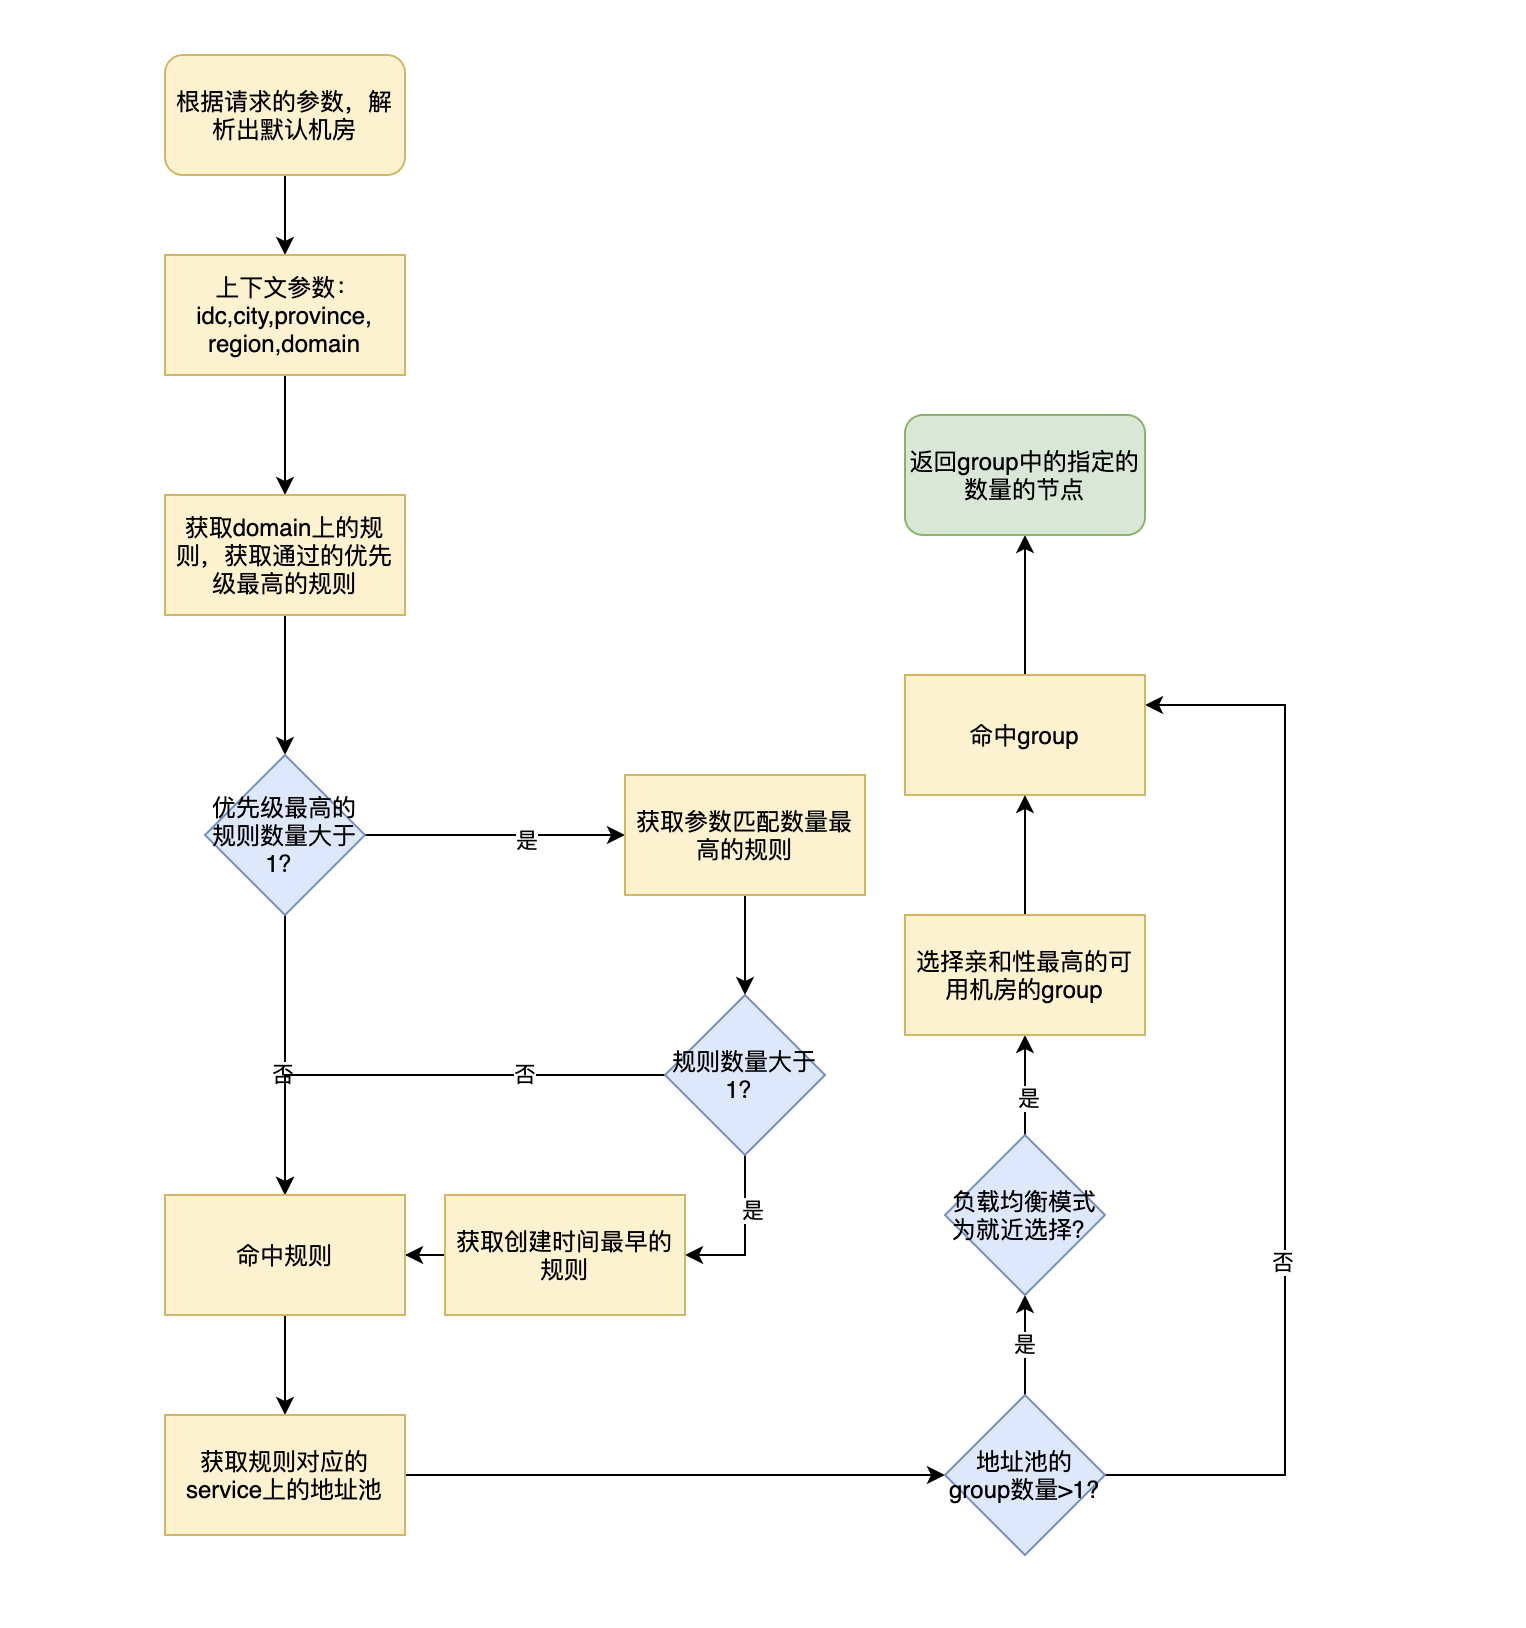 根据请求的参数，解
析出默认机房
上下文参数：
idc,city,province,
region,domain
获取domain上的规
则，获取通过的优先
级最高的规则
优先级最高的
规则数量大于
1?
是
获取参数匹配数量最
高的规则
规则数量大于
1?
否
否
是
获取创建时间最早的
规则
命中规则
获取规则对应的
service上的地址池
地址池的
group数量>1?
是
否
负载均衡模式
为就近选择?
是
选择亲和性最高的可
用机房的group
命中group
返回group中的指定的
数量的节点